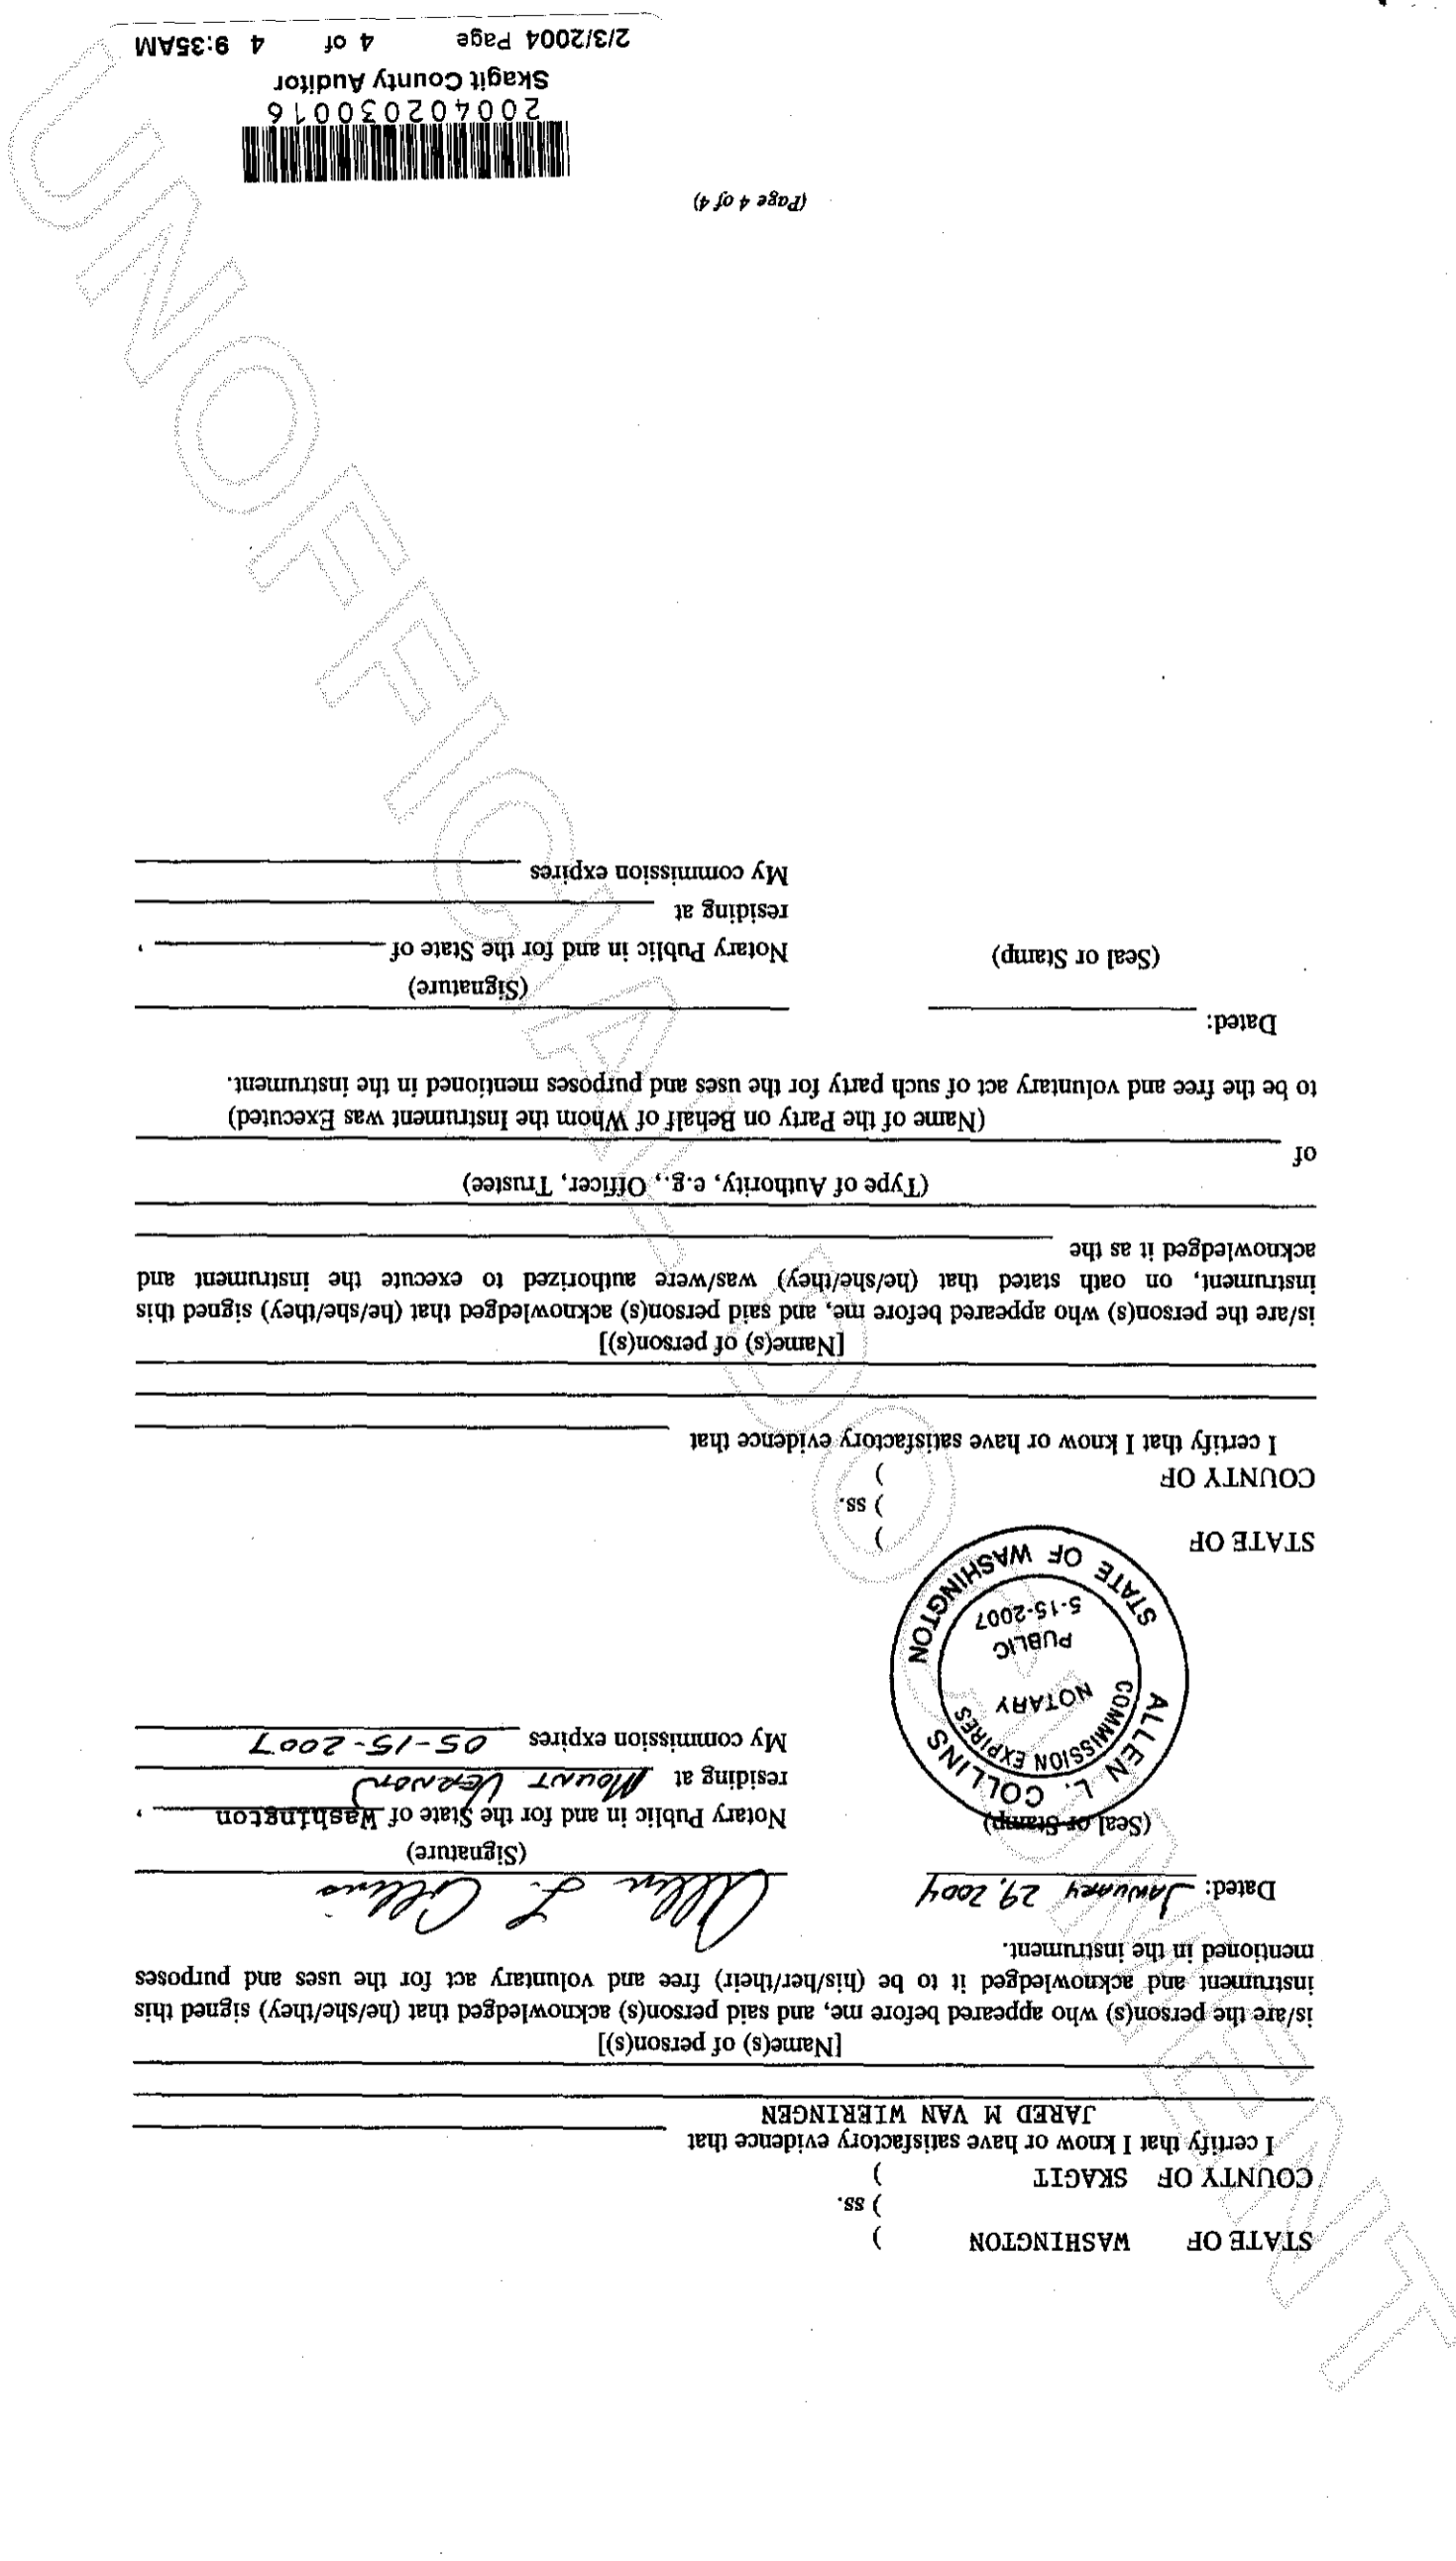 STATE OF WASHINGTON )
) ss.
COUNTY OF SKAGIT )
I certify that I know or have satisfactory evidence that
JARED M VAN WIERINGEN
[Name(s) of person(s)]
is/are the person(s) who appeared before me, and said person(s) acknowledged that (he/she/they) signed this
instrument and acknowledged it to be (his/her/their) free and voluntary act for the uses and purposes
mentioned in the instrument.
Dated: JANUARY 29, 2004 Allen L. Collins
(Signature)
(Seal or Stamp) Notary Public in and for the State of Washington,
residing at MOUNT VERNON
My commission expires 05-15-2007
ALLEN L. COLLINS
COMMISSION EXPIRES
NOTARY
PUBLIC
5-15-2007
STATE OF WASHINGTON
STATE OF )
) ss.
COUNTY OF )
I certify that I know or have satisfactory evidence that
[Name(s) of person(s)]
is/are the person(s) who appeared before me, and said person(s) acknowledged that (he/she/they) signed this
instrument, on oath stated that (he/she/they) was/were authorized to execute the instrument and
acknowledged it as the
(Type of Authority, e.g., Officer, Trustee)
of
(Name of the Party on Behalf of Whom the Instrument was Executed)
to be the free and voluntary act of such party for the uses and purposes mentioned in the instrument.
Dated:
(Signature)
(Seal or Stamp) Notary Public in and for the State of ,
residing at
My commission expires
(Page 4 of 4)
200402030016
Skagit County Auditor
2/3/2004 Page 4 of 4 9:35AM
UNOFFICIAL DOCUMENT